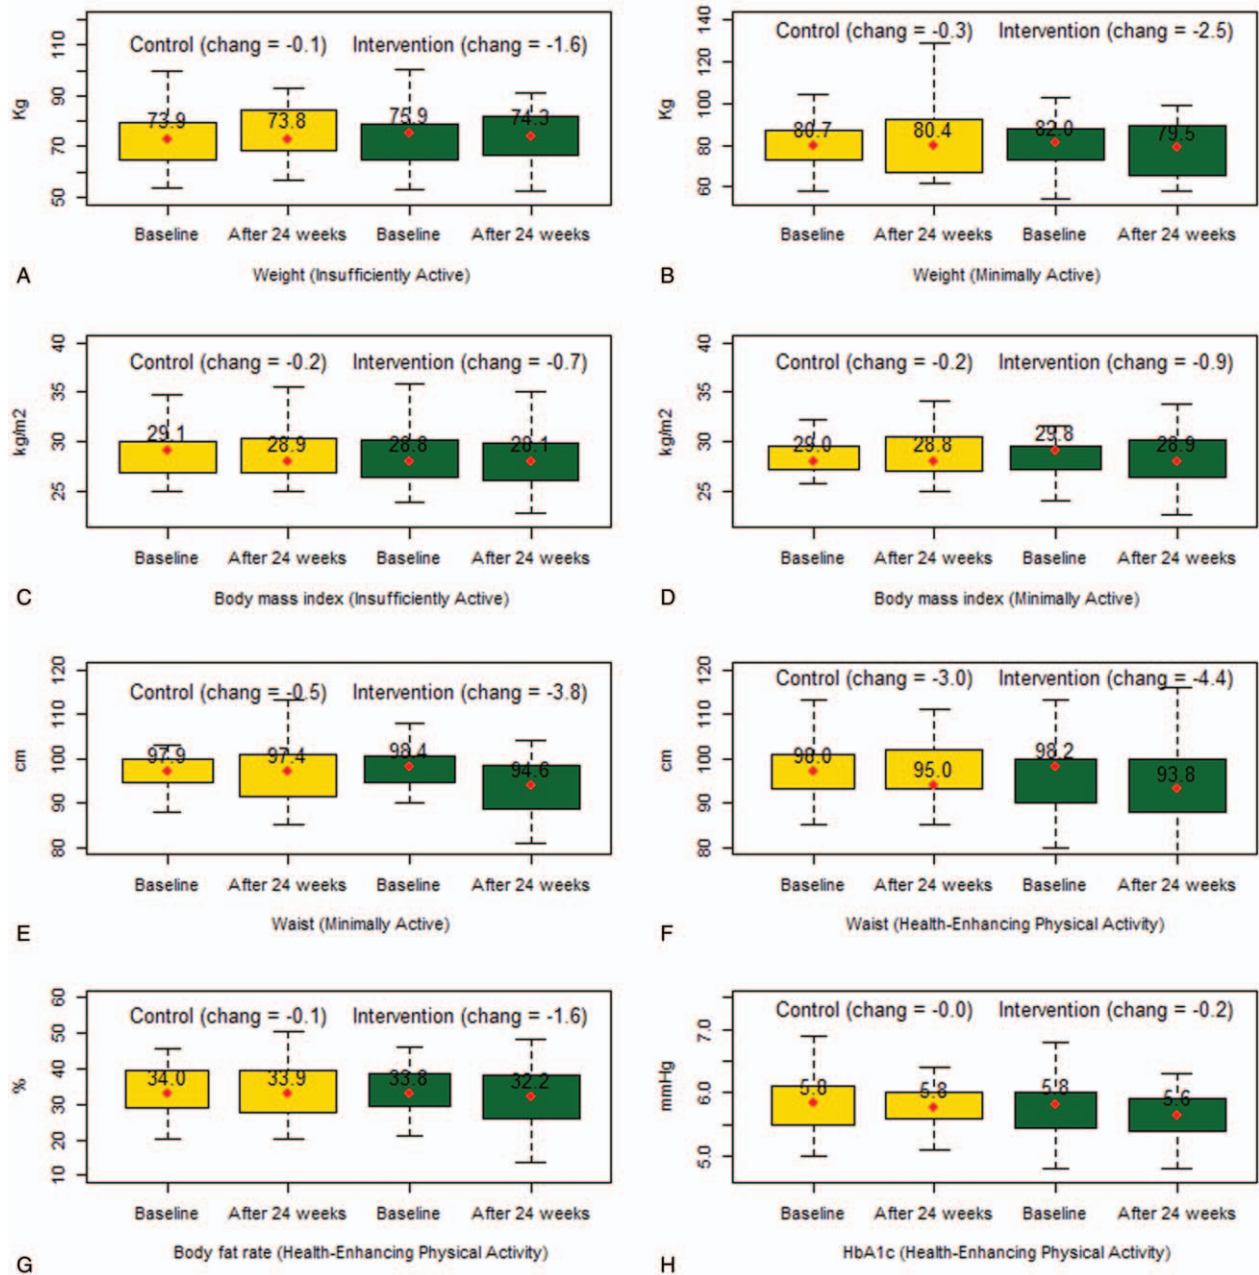 Control (chang = -0.1) Intervention (chang = -1.6)
110
90
70
50
Kg
73.9 73.8 75.9 74.3
Baseline After 24 weeks Baseline After 24 weeks
A Weight (Insufficiently Active)
Control (chang = -0.3) Intervention (chang = -2.5)
140
120
100
80
60
Kg
80.7 80.4 82.0 79.5
Baseline After 24 weeks Baseline After 24 weeks
B Weight (Minimally Active)
Control (chang = -0.2) Intervention (chang = -0.7)
40
35
30
25
kg/m2
29.1 28.9 28.8 28.1
Baseline After 24 weeks Baseline After 24 weeks
C Body mass index (Insufficiently Active)
Control (chang = -0.2) Intervention (chang = -0.9)
40
35
30
25
kg/m2
29.0 28.8 29.8 28.9
Baseline After 24 weeks Baseline After 24 weeks
D Body mass index (Minimally Active)
Control (chang = -0.5) Intervention (chang = -3.8)
120
110
100
90
80
cm
97.9 97.4 98.4 94.6
Baseline After 24 weeks Baseline After 24 weeks
E Waist (Minimally Active)
Control (chang = -3.0) Intervention (chang = -4.4)
120
110
100
90
80
cm
98.0 95.0 98.2 93.8
Baseline After 24 weeks Baseline After 24 weeks
F Waist (Health-Enhancing Physical Activity)
Control (chang = -0.1) Intervention (chang = -1.6)
60
50
40
30
20
10
%
34.0 33.9 33.8 32.2
Baseline After 24 weeks Baseline After 24 weeks
G Body fat rate (Health-Enhancing Physical Activity)
Control (chang = -0.0) Intervention (chang = -0.2)
7.0
6.0
5.0
mmHg
5.8 5.8 5.8 5.6
Baseline After 24 weeks Baseline After 24 weeks
H HbA1c (Health-Enhancing Physical Activity)